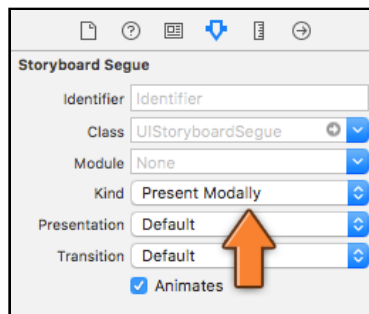 Storyboard Segue
Identifier Identifier
Class UIStoryboardSegue
Module None
Kind Present Modally
Presentation Default
Transition Default
Animates